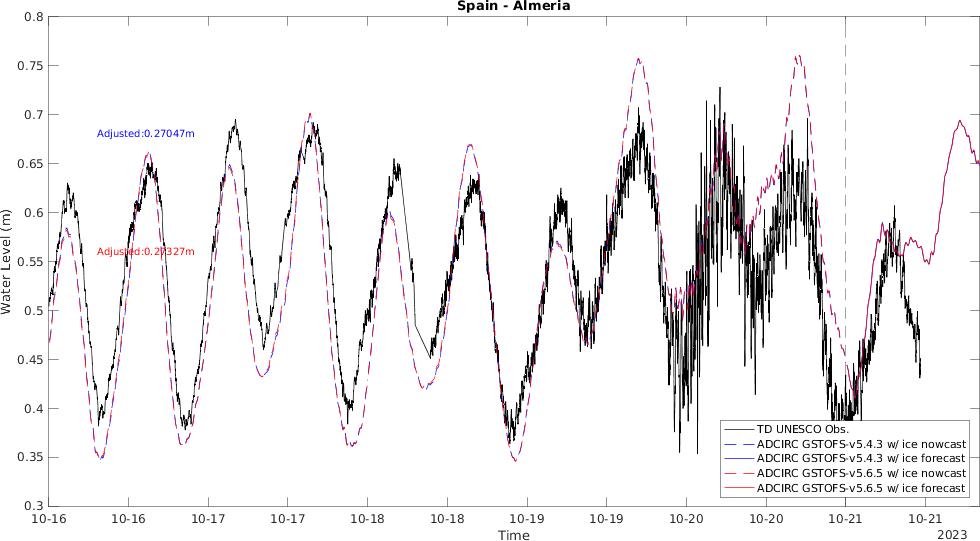 Spain - Almeria
0.8
0.75
0.7
0.65
0.6
0.55
0.5
0.45
0.4
0.35
0.3
Water Level (m)
Adjusted:0.27047m
Adjusted:0.27327m
TD UNESCO Obs.
ADCIRC GSTOFS-v5.4.3 w/ ice nowcast
ADCIRC GSTOFS-v5.4.3 w/ ice forecast
ADCIRC GSTOFS-v5.6.5 w/ ice nowcast
ADCIRC GSTOFS-v5.6.5 w/ ice forecast
10-16 10-16 10-17 10-17 10-18 10-18 10-19 10-19 10-20 10-20 10-21 10-21
Time
2023